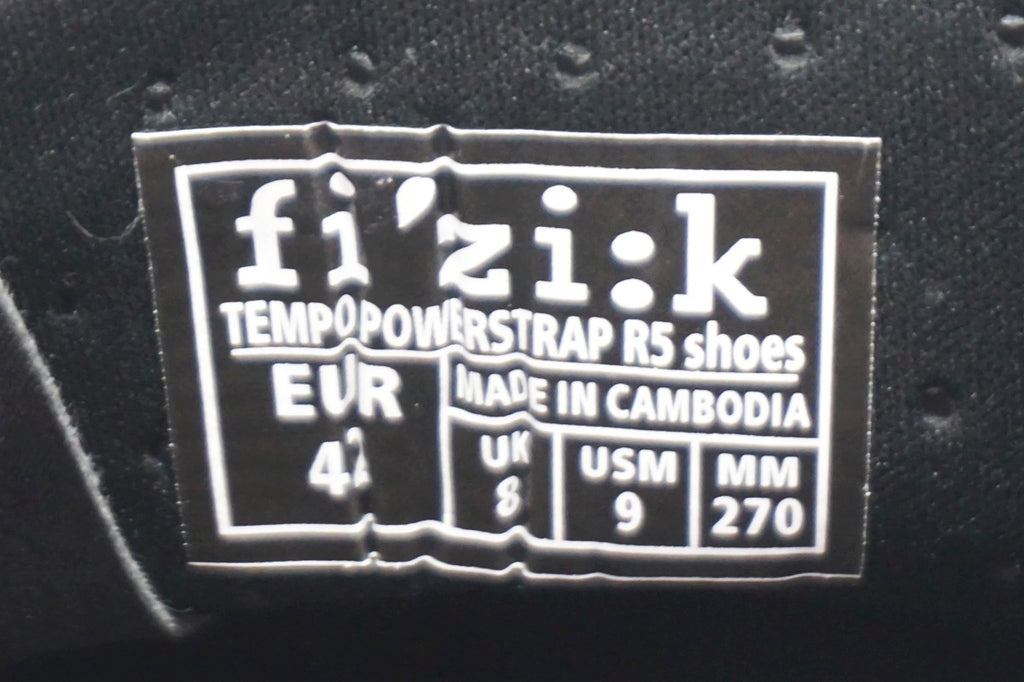 fi'zi:k
TEMPO POWERSTRAP R5 shoes
EUR
42
MADE IN CAMBODIA
UK
8
USM
9
MM
270